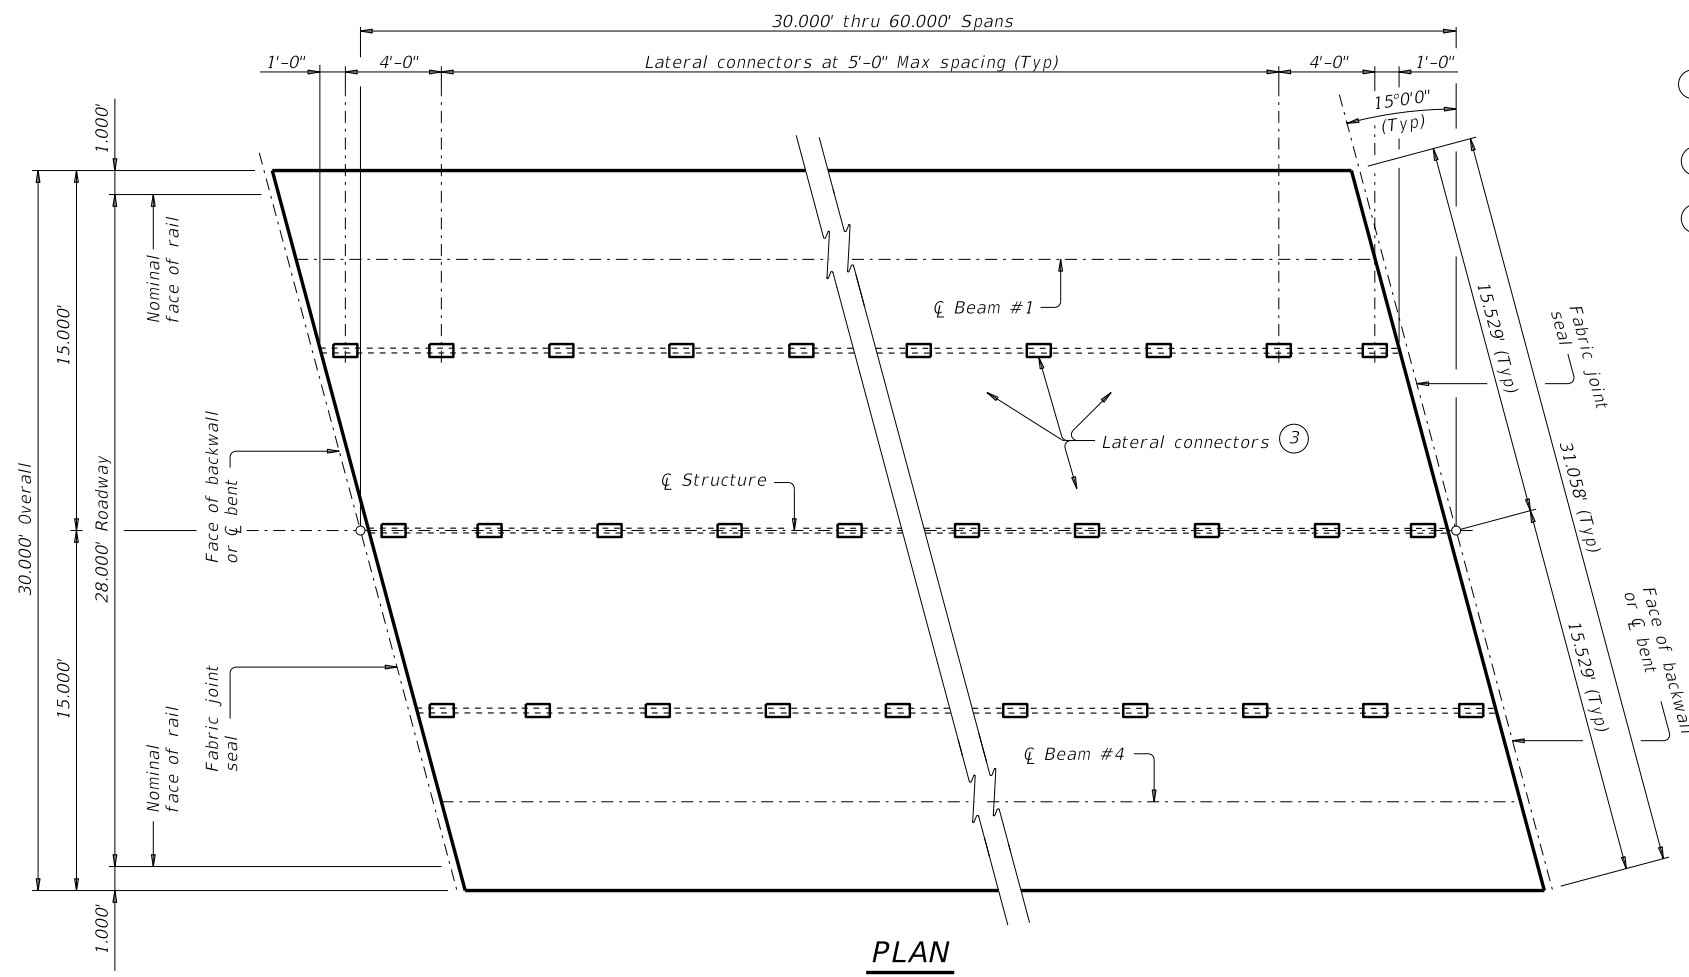 30.000' thru 60.000' Spans
1'-0"
4'-0"
Lateral connectors at 5'-0" Max spacing (Typ)
4'-0"
1'-0"
15°0'0"
(Typ)
1.000'
Nominal
face of rail
15.000'
℄ Beam #1
15.529' (Typ)
Fabric joint
seal
Lateral connectors 3
31.058' (Typ)
30.000' Overall
28.000' Roadway
Face of backwall
or ℄ bent
℄ Structure
15.000'
Fabric joint
seal
Nominal
face of rail
℄ Beam #4
15.529' (Typ)
Face of backwall
or ℄ bent
1.000'
PLAN